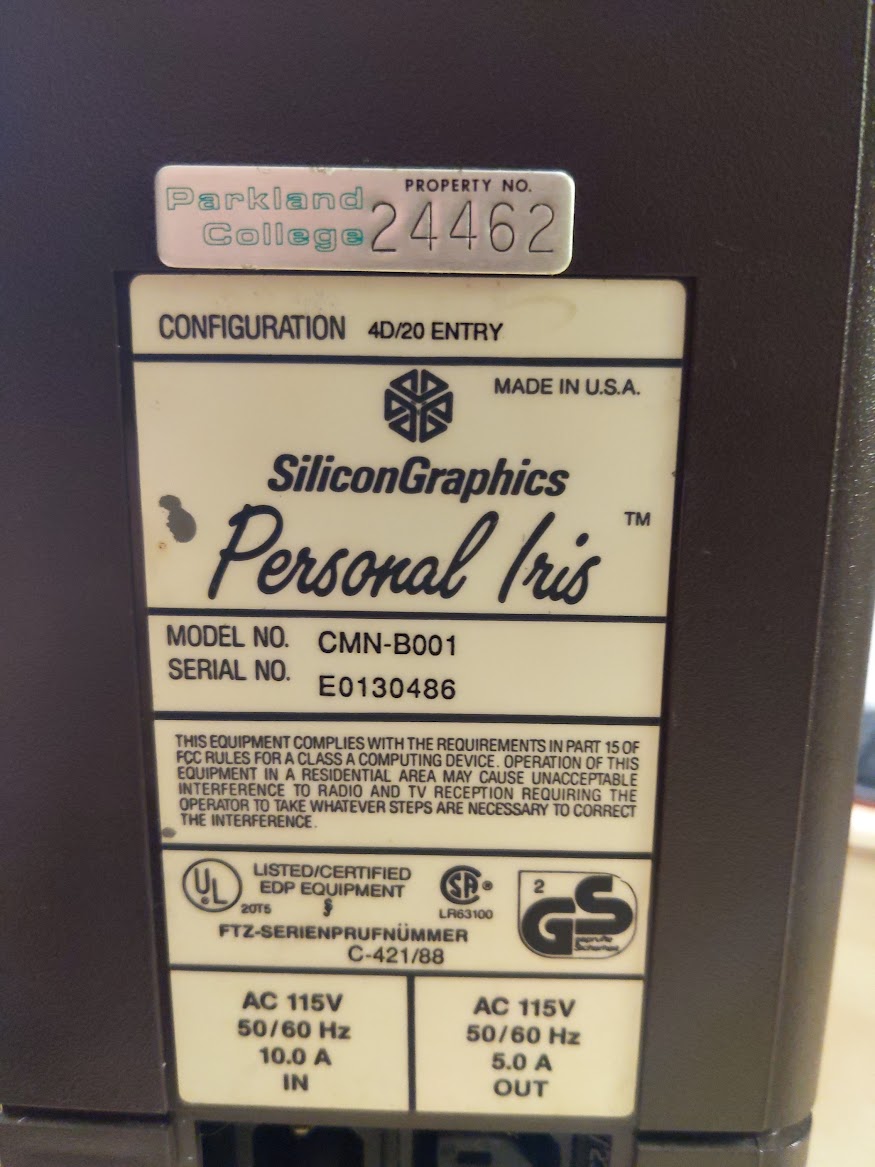 PROPERTY NO.
Parkland
College
24462
CONFIGURATION 4D/20 ENTRY
MADE IN U.S.A.
SiliconGraphics
Personal Iris ™
MODEL NO. CMN-B001
SERIAL NO. E0130486
THIS EQUIPMENT COMPLIES WITH THE REQUIREMENTS IN PART 15 OF
FCC RULES FOR A CLASS A COMPUTING DEVICE. OPERATION OF THIS
EQUIPMENT IN A RESIDENTIAL AREA MAY CAUSE UNACCEPTABLE
INTERFERENCE TO RADIO AND TV RECEPTION REQUIRING THE
OPERATOR TO TAKE WHATEVER STEPS ARE NECESSARY TO CORRECT
THE INTERFERENCE.
UL
LISTED/CERTIFIED
EDP EQUIPMENT
20T5 §
SA ®
LR63100
2
GS
geprüfte
Sicherheit
FTZ-SERIENPRUFNÜMMER
C-421/88
AC 115V
50/60 Hz
10.0 A
IN
AC 115V
50/60 Hz
5.0 A
OUT